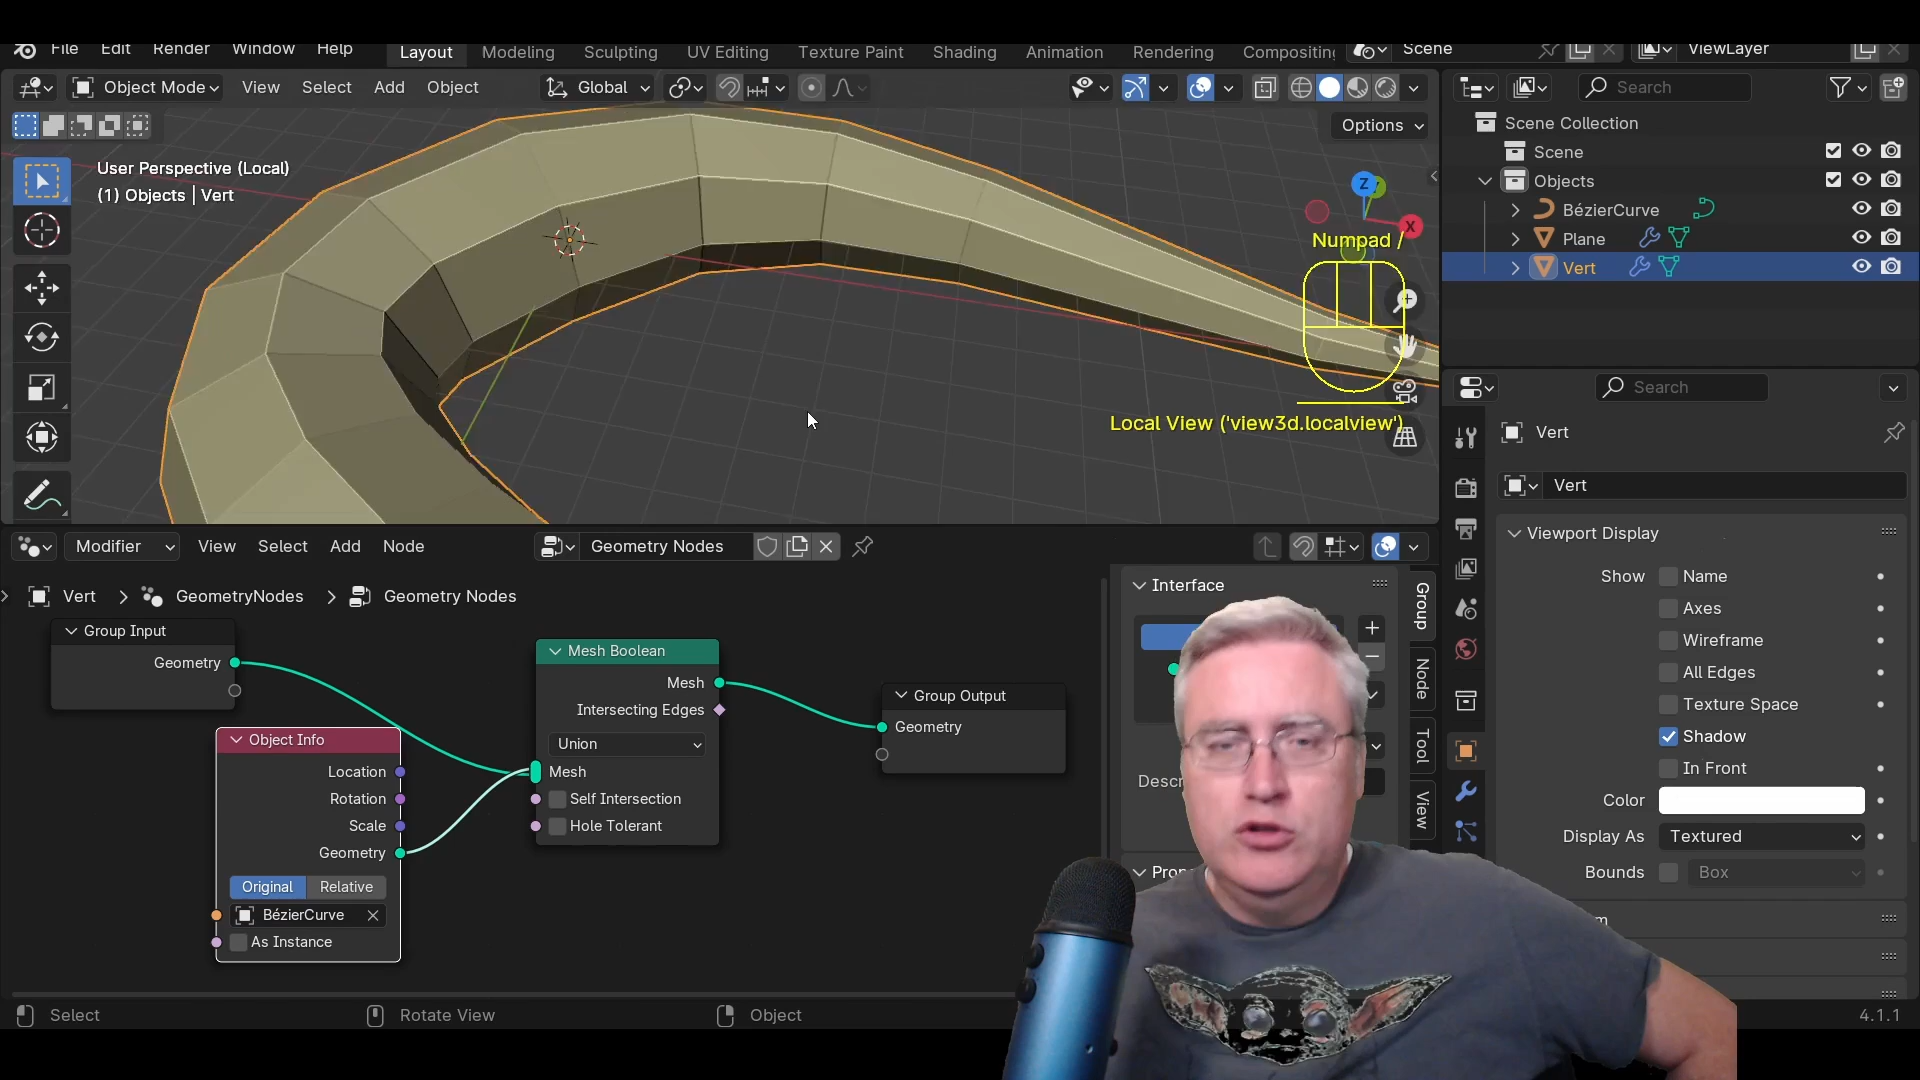 File Edit Render Window Help Layout Modeling Sculpting UV Editing Texture Paint Shading Animation Rendering Scene ViewLayer
Object Mode View Select Add Object Global Search
Options
Scene Collection
User Perspective (Local)
Scene
(1) Objects | Vert
Objects
BézierCurve
Plane
Vert
Z
X
Numpad /
Local View ('view3d.localview')
Search
Vert
Vert
Viewport Display
Show Name
Axes
Wireframe
All Edges
Texture Space
Shadow
In Front
Color
Display As Textured
Bounds Box
Modifier View Select Add Node Geometry Nodes
Vert > GeometryNodes > Geometry Nodes
Interface
Group
Node
Tool
View
Group Input
Geometry
Object Info
Location
Rotation
Scale
Geometry
Original Relative
BézierCurve
As Instance
Mesh Boolean
Mesh
Intersecting Edges
Union
Mesh
Self Intersection
Hole Tolerant
Group Output
Geometry
Select Rotate View Object 4.1.1